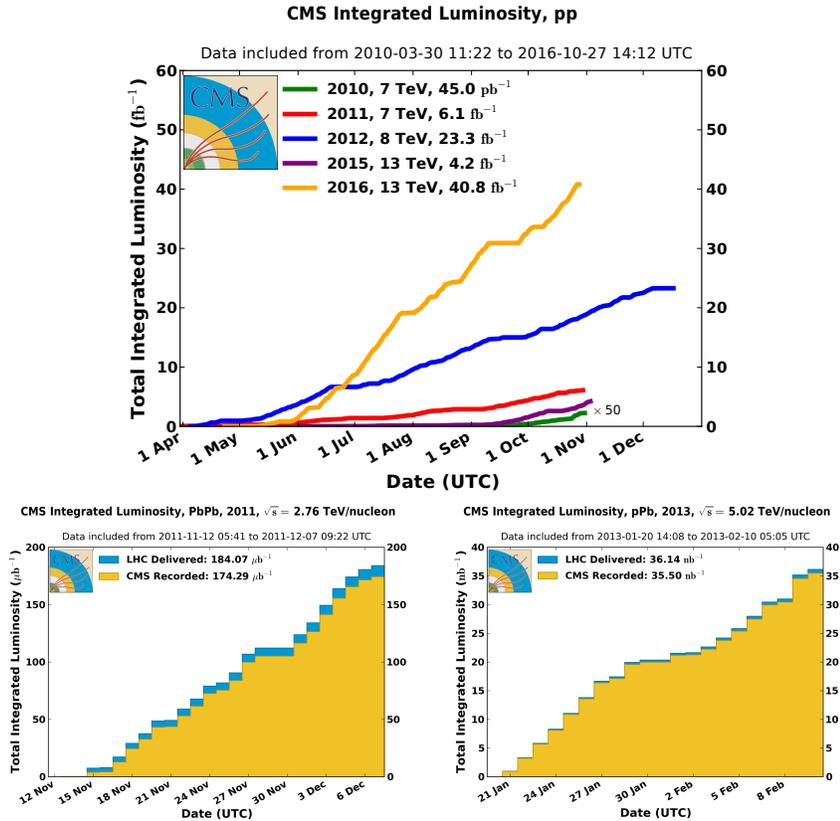 CMS Integrated Luminosity, pp
Data included from 2010-03-30 11:22 to 2016-10-27 14:12 UTC
Total Integrated Luminosity (fb⁻¹)
CMS
2010, 7 TeV, 45.0 pb⁻¹
2011, 7 TeV, 6.1 fb⁻¹
2012, 8 TeV, 23.3 fb⁻¹
2015, 13 TeV, 4.2 fb⁻¹
2016, 13 TeV, 40.8 fb⁻¹
60 60
50 50
40 40
30 30
20 20
10 10
0 0
× 50
1 Apr 1 May 1 Jun 1 Jul 1 Aug 1 Sep 1 Oct 1 Nov 1 Dec
Date (UTC)
CMS Integrated Luminosity, PbPb, 2011, √s = 2.76 TeV/nucleon
Data included from 2011-11-12 05:41 to 2011-12-07 09:22 UTC
Total Integrated Luminosity (μb⁻¹)
CMS
LHC Delivered: 184.07 μb⁻¹
CMS Recorded: 174.29 μb⁻¹
200 200
150 150
100 100
50 50
0 0
12 Nov 15 Nov 18 Nov 21 Nov 24 Nov 27 Nov 30 Nov 3 Dec 6 Dec
Date (UTC)
CMS Integrated Luminosity, pPb, 2013, √s = 5.02 TeV/nucleon
Data included from 2013-01-20 14:08 to 2013-02-10 05:05 UTC
Total Integrated Luminosity (nb⁻¹)
CMS
LHC Delivered: 36.14 nb⁻¹
CMS Recorded: 35.50 nb⁻¹
40 40
35 35
30 30
25 25
20 20
15 15
10 10
5 5
0 0
21 Jan 24 Jan 27 Jan 30 Jan 2 Feb 5 Feb 8 Feb
Date (UTC)